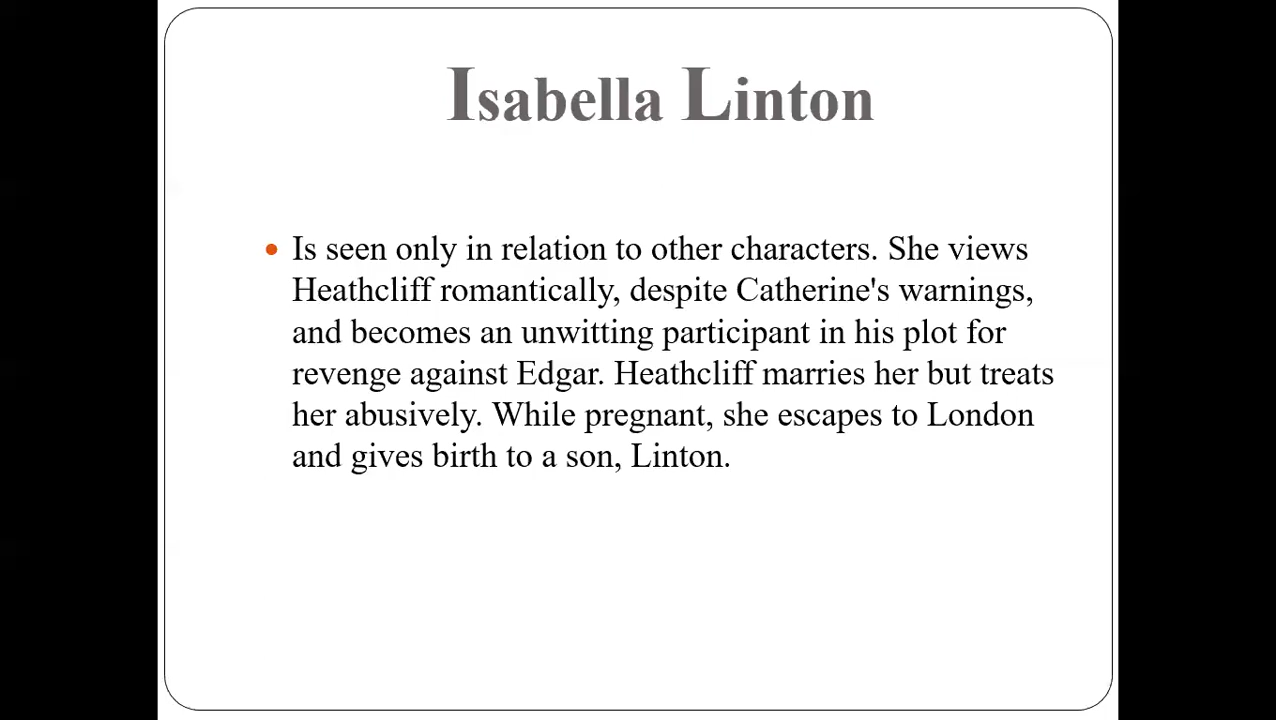 Isabella Linton
• Is seen only in relation to other characters. She views
Heathcliff romantically, despite Catherine's warnings,
and becomes an unwitting participant in his plot for
revenge against Edgar. Heathcliff marries her but treats
her abusively. While pregnant, she escapes to London
and gives birth to a son, Linton.